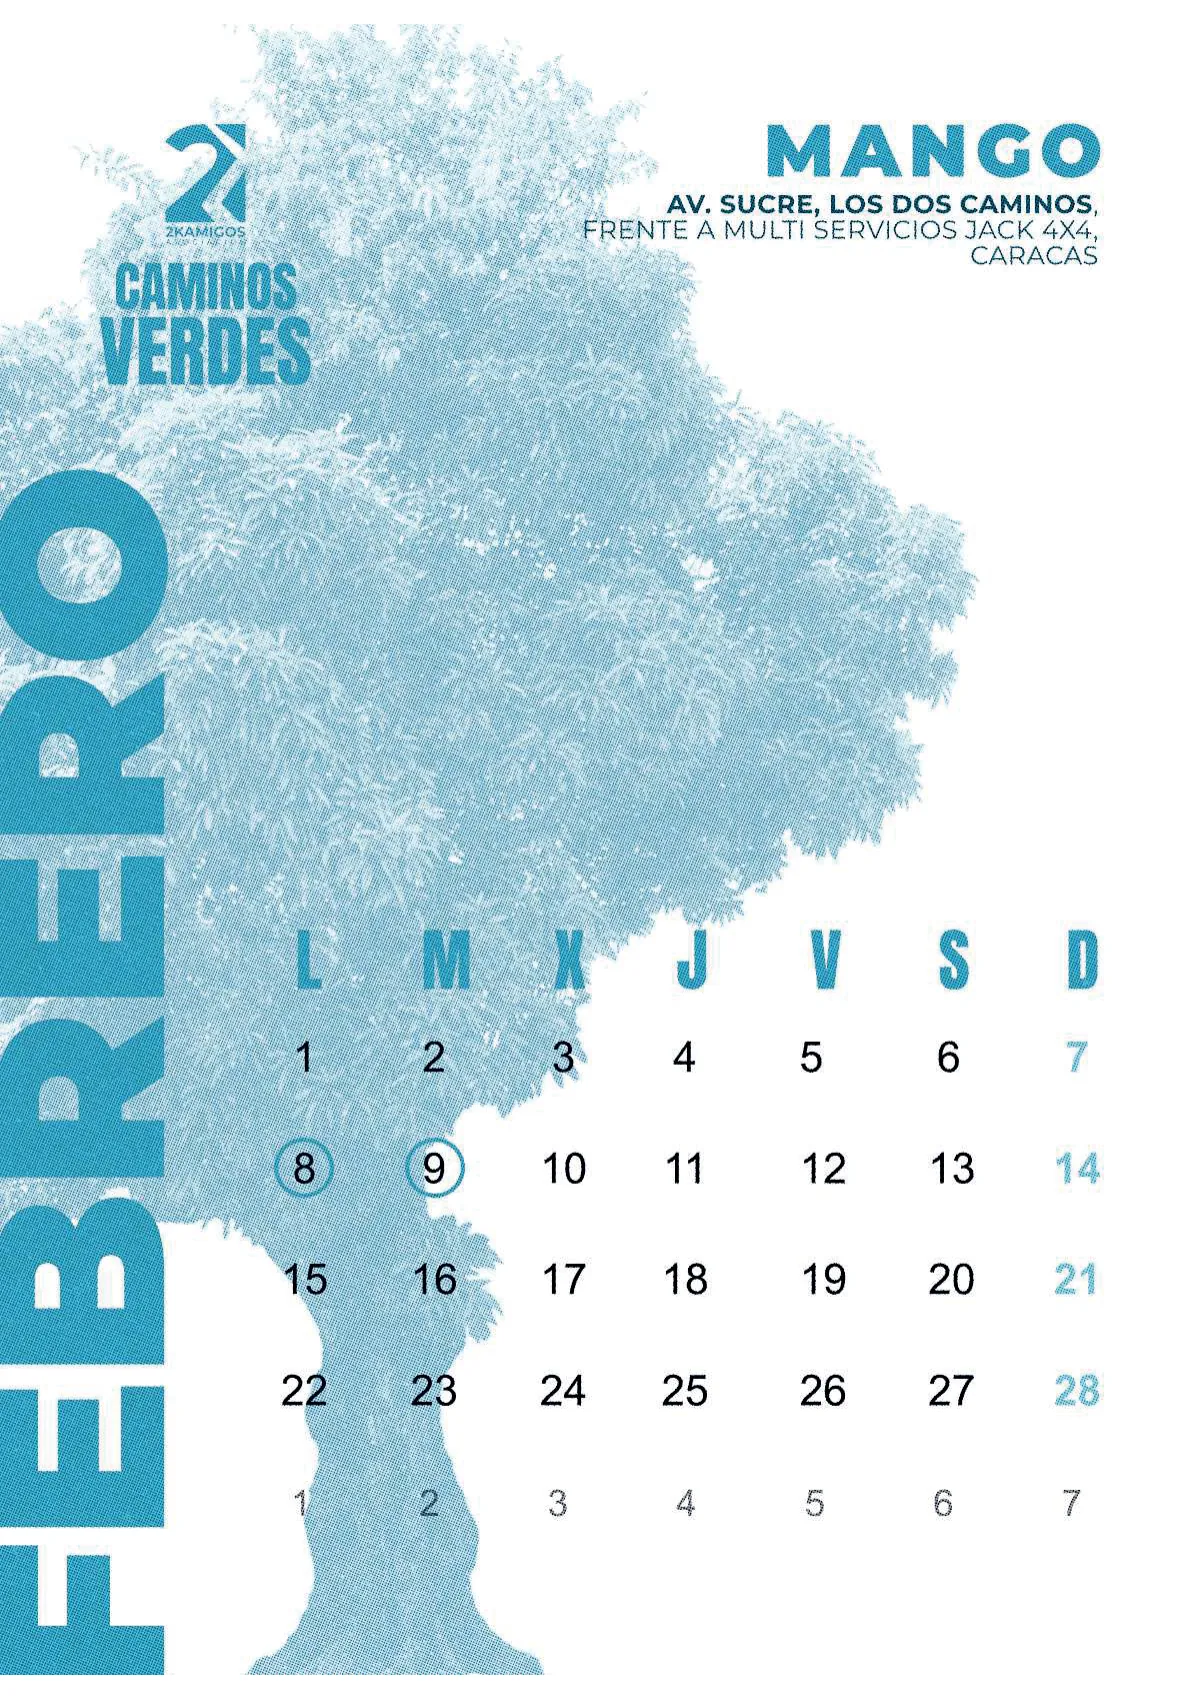 2KAMIGOS
ASOCIACIÓN
CAMINOS
VERDES
MANGO
AV. SUCRE, LOS DOS CAMINOS,
FRENTE A MULTI SERVICIOS JACK 4X4,
CARACAS
FEBRERO
L M X J V S D
1 2 3 4 5 6 7
8 9 10 11 12 13 14
15 16 17 18 19 20 21
22 23 24 25 26 27 28
1 2 3 4 5 6 7